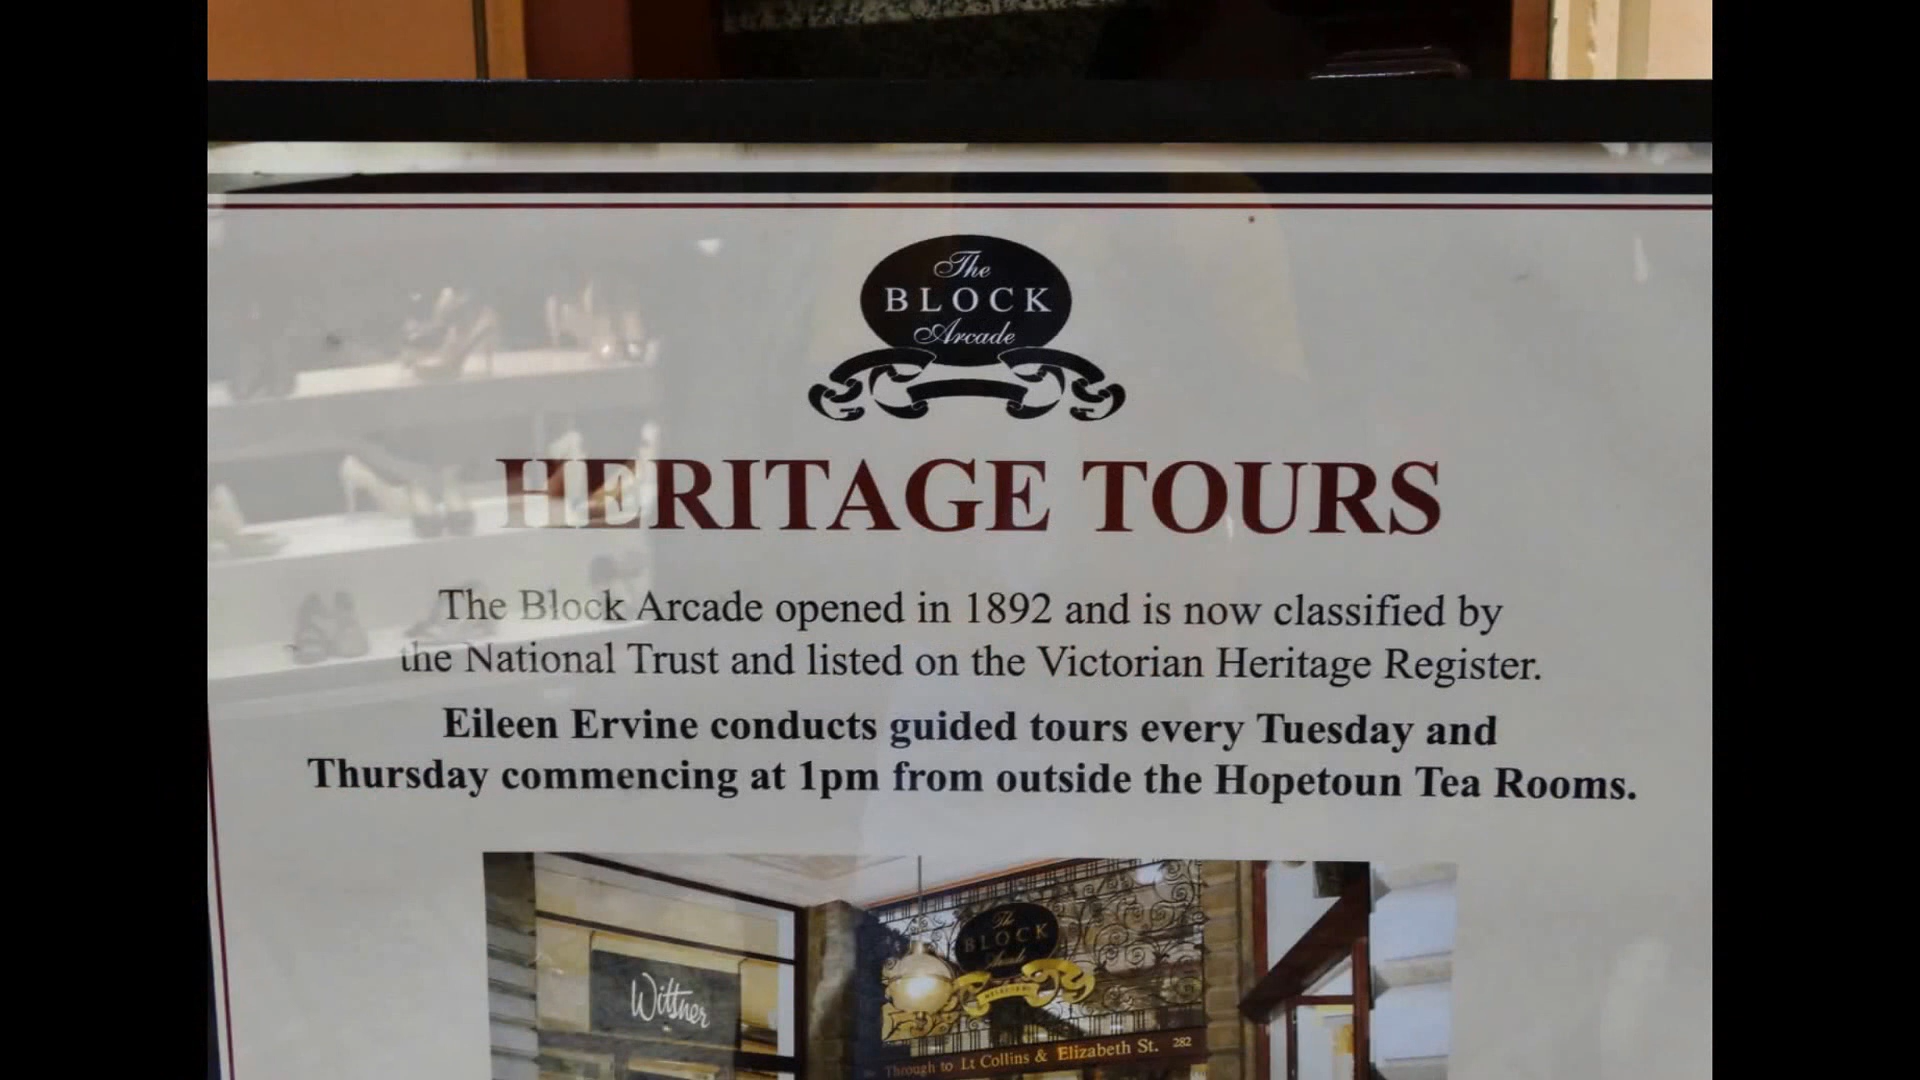 The
BLOCK
Arcade
HERITAGE TOURS
The Block Arcade opened in 1892 and is now classified by
the National Trust and listed on the Victorian Heritage Register.
Eileen Ervine conducts guided tours every Tuesday and
Thursday commencing at 1pm from outside the Hopetoun Tea Rooms.
Wittner
The
BLOCK
Arcade
MELBOURNE
Through to Lt Collins & Elizabeth St. 282